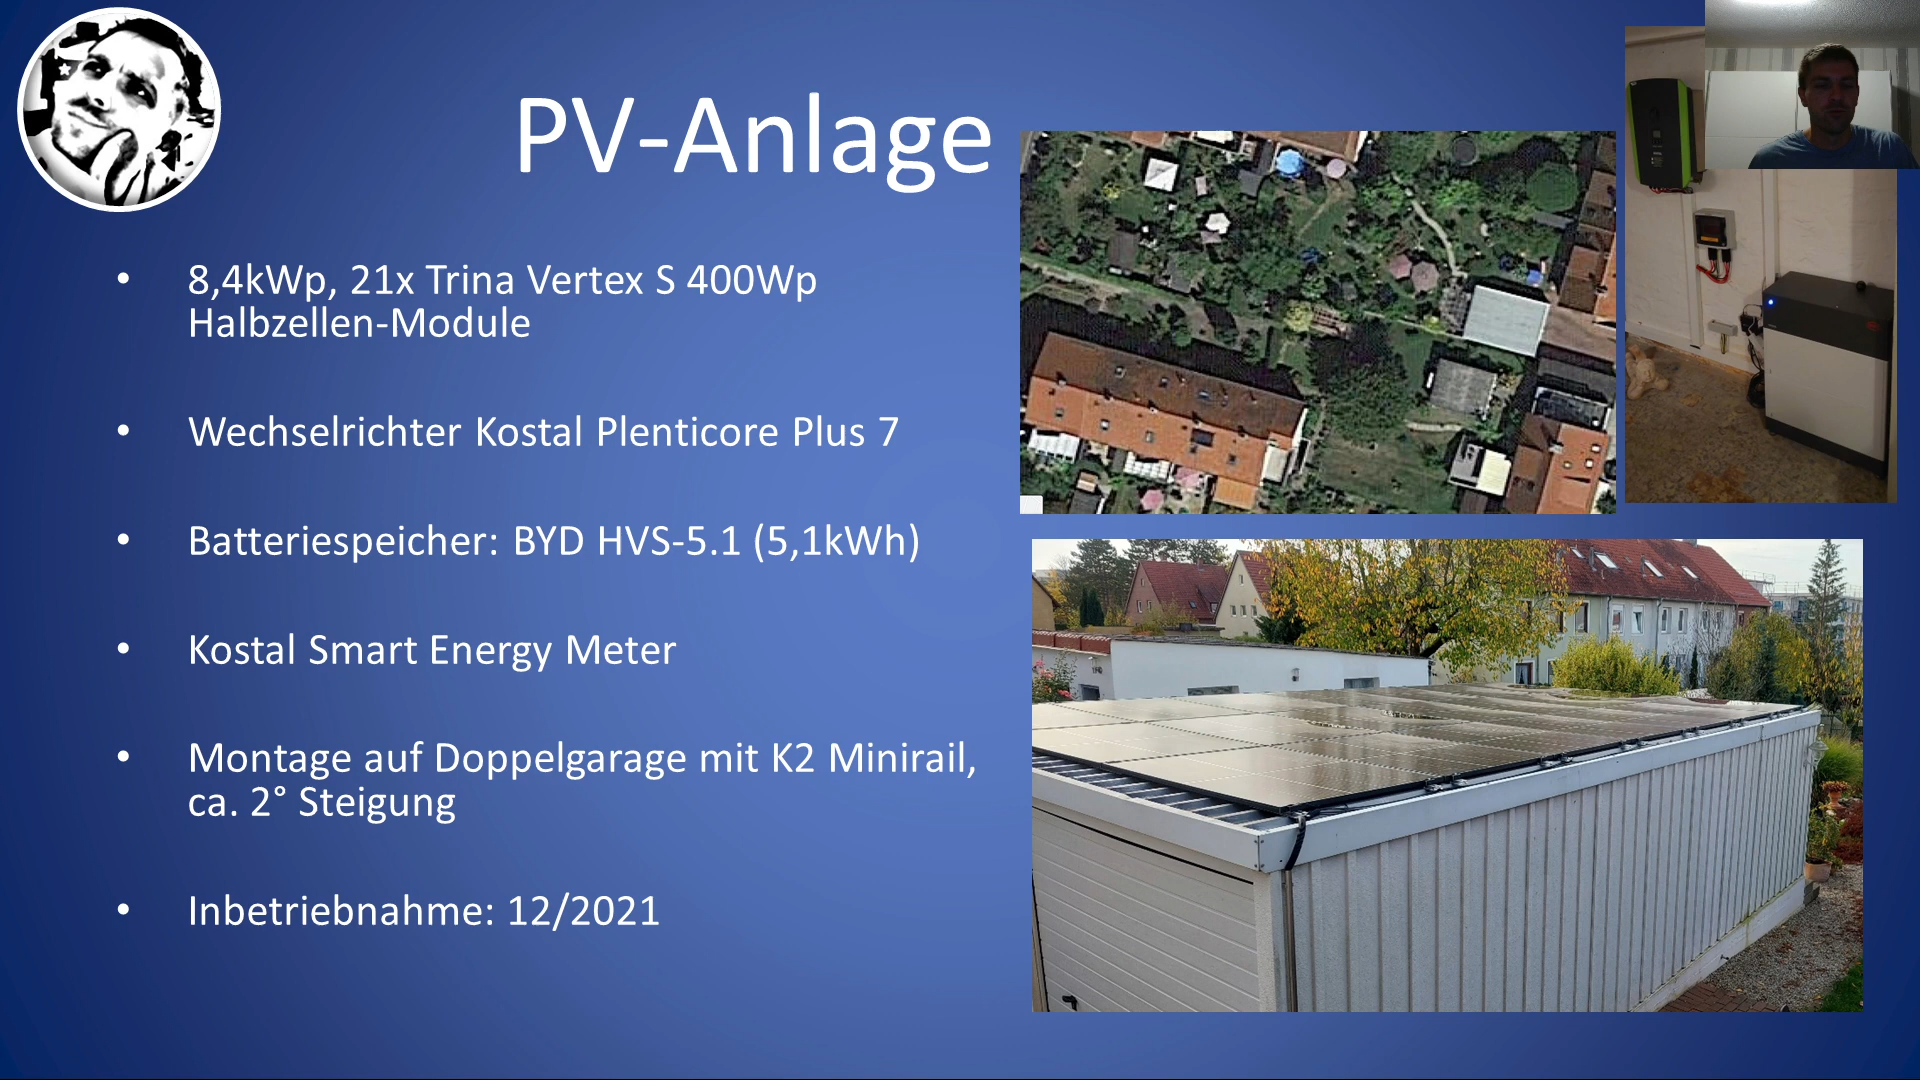 PV-Anlage
• 8,4kWp, 21x Trina Vertex S 400Wp
Halbzellen-Module
• Wechselrichter Kostal Plenticore Plus 7
• Batteriespeicher: BYD HVS-5.1 (5,1kWh)
• Kostal Smart Energy Meter
• Montage auf Doppelgarage mit K2 Minirail,
ca. 2° Steigung
• Inbetriebnahme: 12/2021